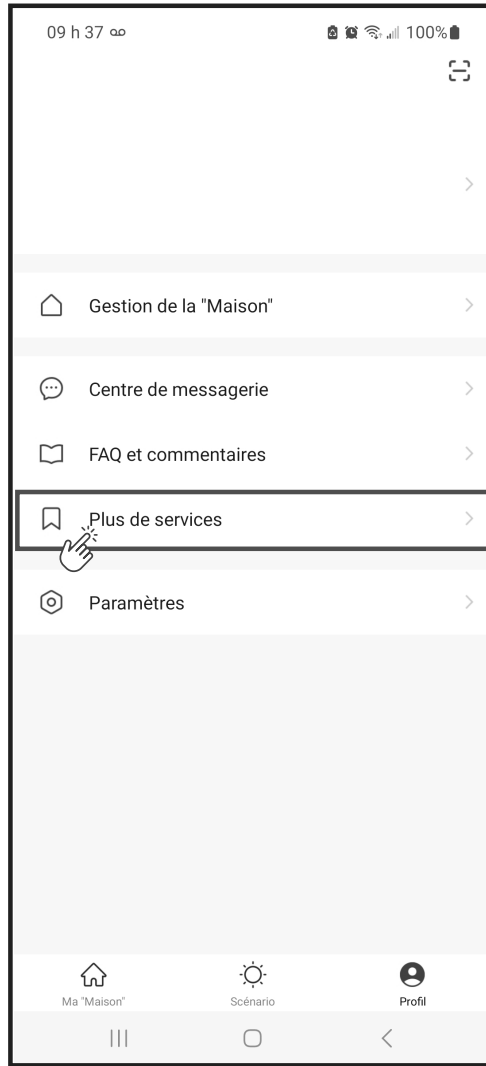 09 h 37 100%
Gestion de la "Maison"
Centre de messagerie
FAQ et commentaires
Plus de services
Paramètres
Ma "Maison" Scénario Profil